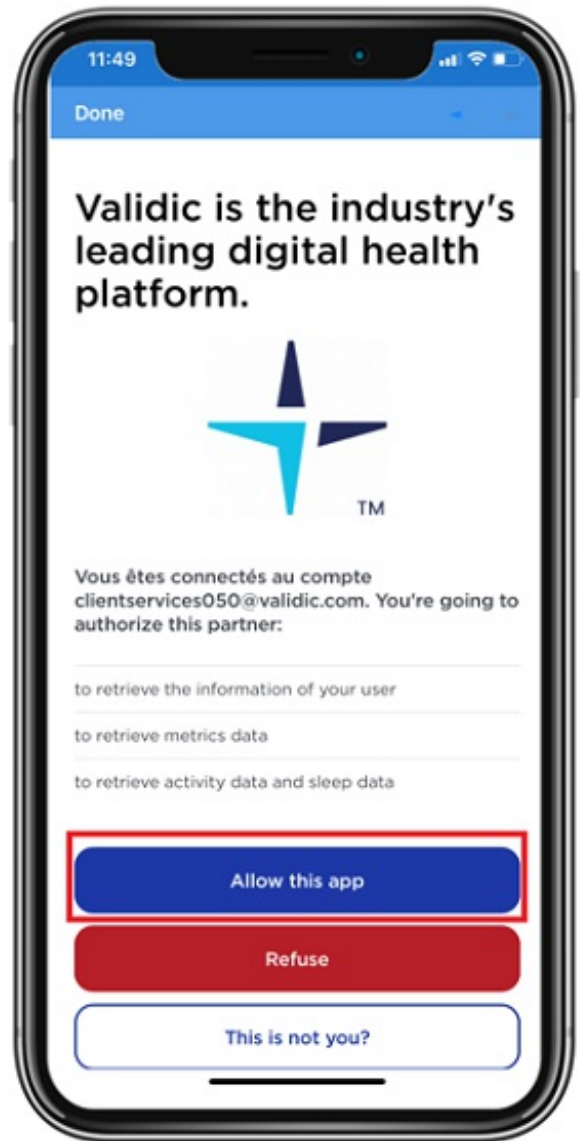 11:49
Done
Validic is the industry's
leading digital health
platform.
TM
Vous êtes connectés au compte
clientservices050@validic.com. You're going to
authorize this partner:
to retrieve the information of your user
to retrieve metrics data
to retrieve activity data and sleep data
Allow this app
Refuse
This is not you?